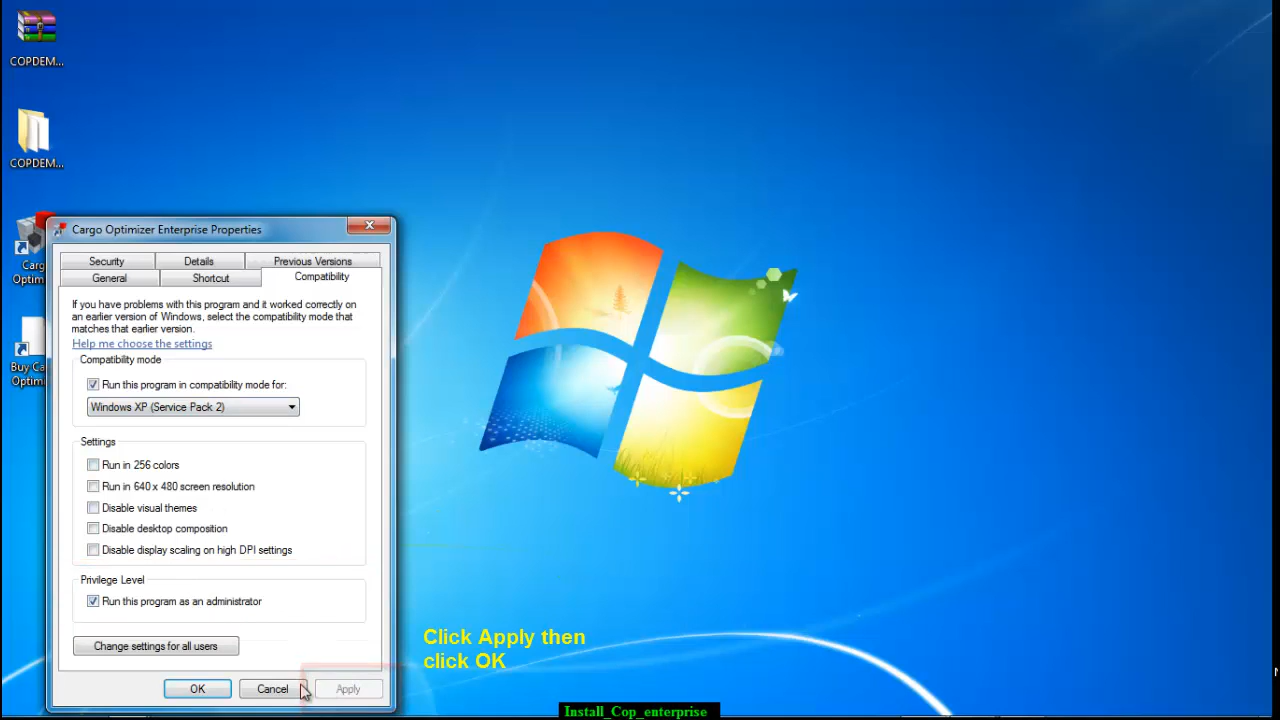 COPDEM...
COPDEM...
Carg
Optim
Buy Ca
Optim
Cargo Optimizer Enterprise Properties
Security
Details
Previous Versions
General
Shortcut
Compatibility
If you have problems with this program and it worked correctly on
an earlier version of Windows, select the compatibility mode that
matches that earlier version.
Help me choose the settings
Compatibility mode
Run this program in compatibility mode for:
Windows XP (Service Pack 2)
Settings
Run in 256 colors
Run in 640 x 480 screen resolution
Disable visual themes
Disable desktop composition
Disable display scaling on high DPI settings
Privilege Level
Run this program as an administrator
Change settings for all users
OK
Cancel
Apply
Click Apply then
click OK
Install_Cop_enterprise